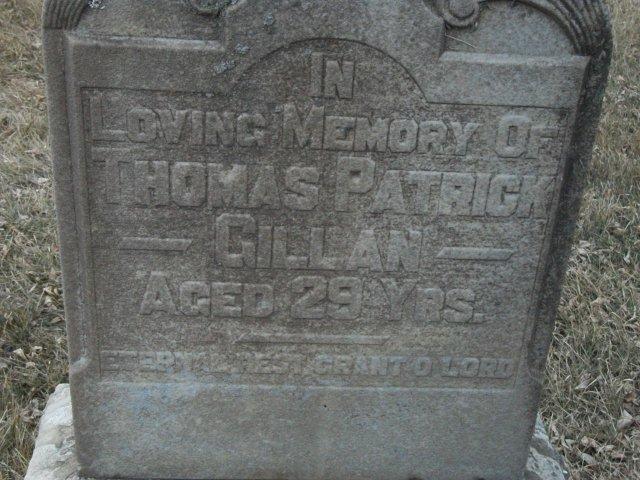 IN
LOVING MEMORY OF
THOMAS PATRICK
GILLAN
AGED 29 YRS.
ETERNAL REST GRANT O LORD